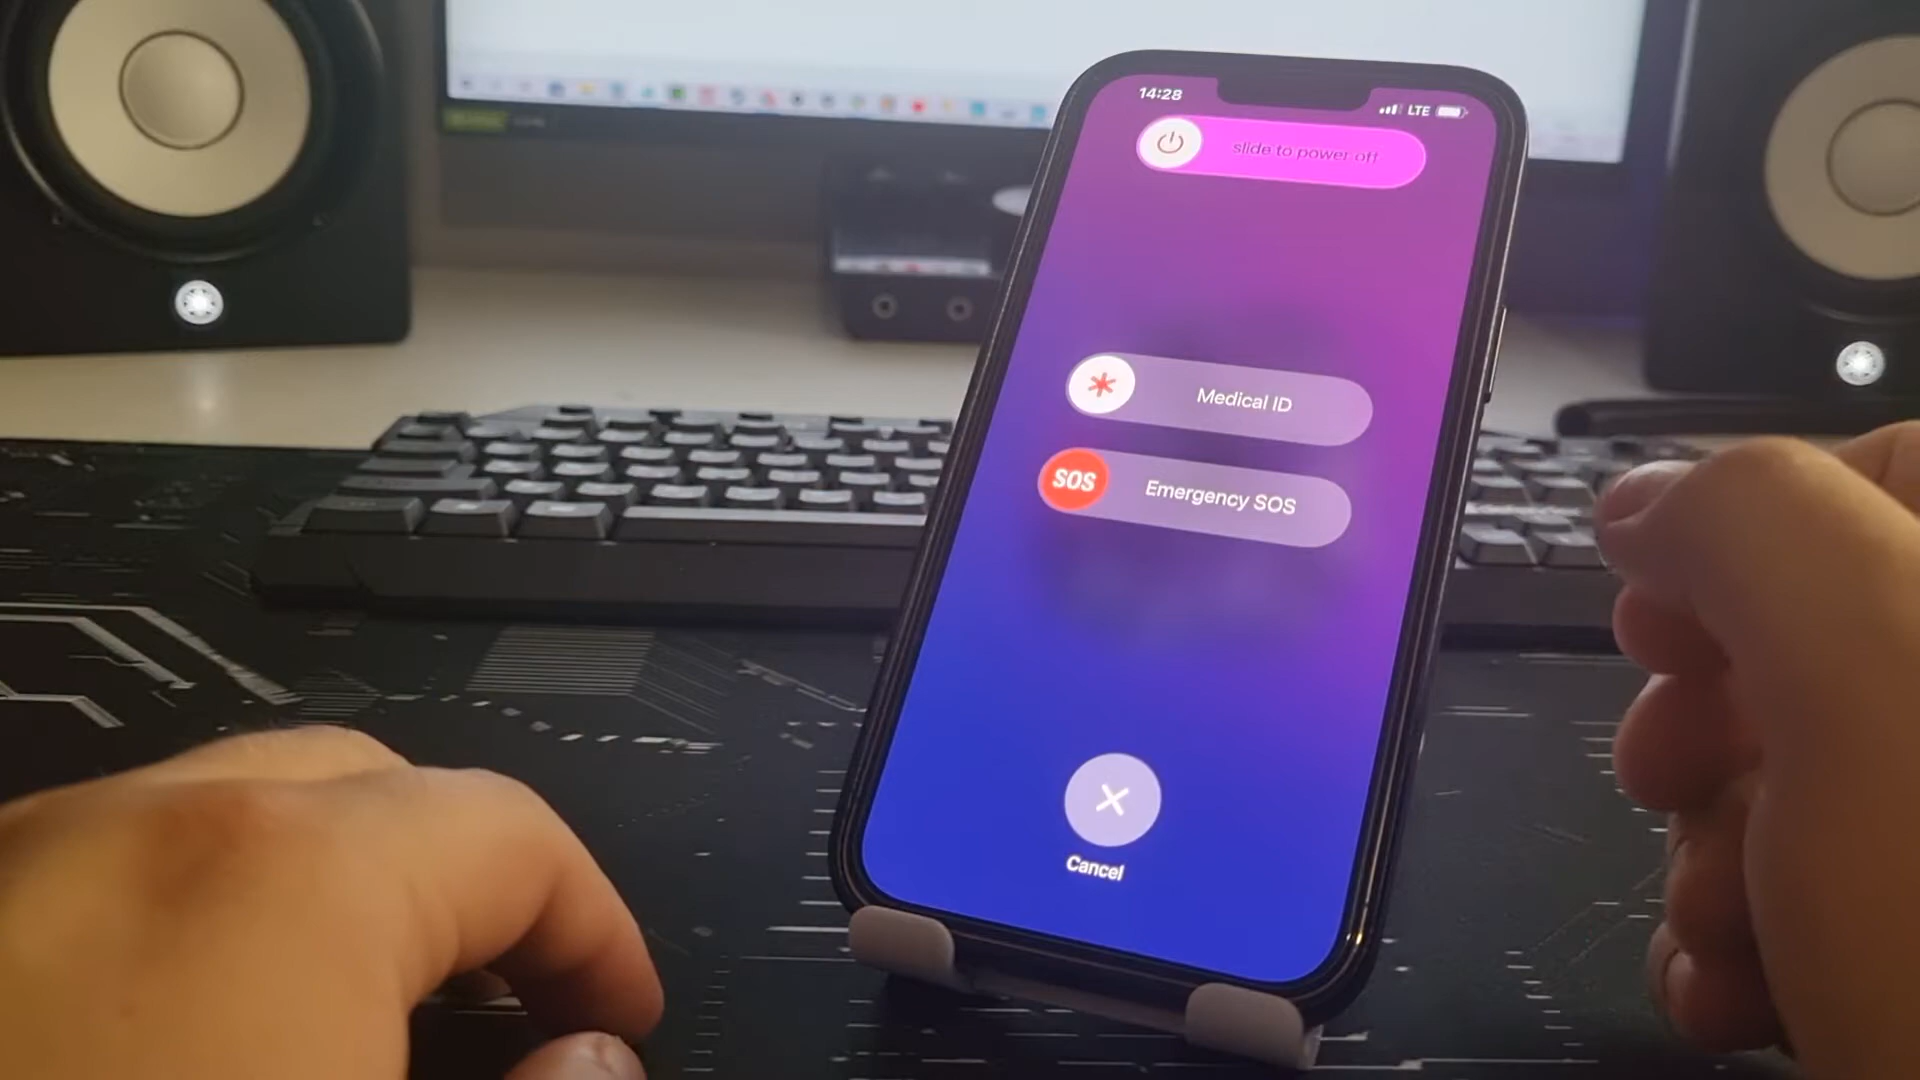 14:28
LTE
slide to power off
Medical ID
SOS
Emergency SOS
Cancel